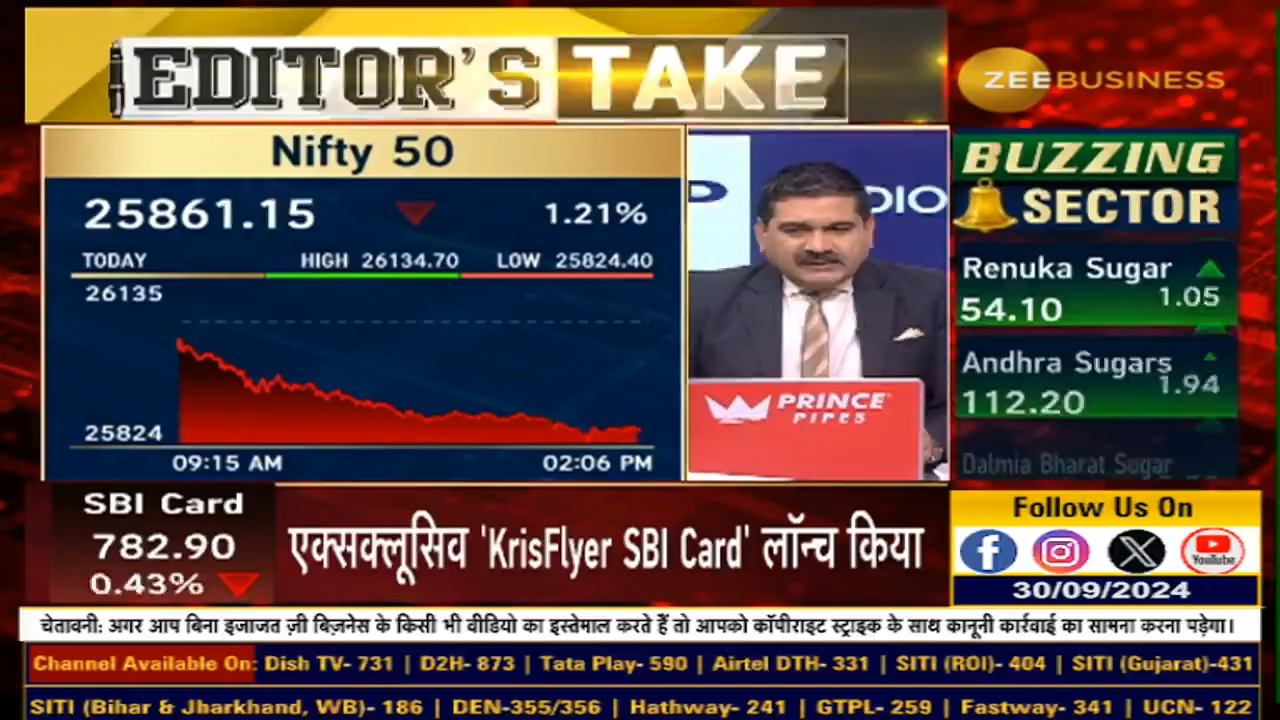 EDITOR'S TAKE
ZEEBUSINESS
Nifty 50
25861.15 1.21%
TODAY HIGH 26134.70 LOW 25824.40
26135
25824
09:15 AM 02:06 PM
DIO
PRINCE
PIPES
BUZZING
SECTOR
Renuka Sugar
54.10 1.05
Andhra Sugars
112.20 1.94
Dalmia Bharat Sugar
SBI Card
782.90
0.43%
एक्सक्लूसिव 'KrisFlyer SBI Card' लॉन्च किया
Follow Us On
YouTube
30/09/2024
चेतावनी: अगर आप बिना इजाजत ज़ी बिज़नेस के किसी भी वीडियो का इस्तेमाल करते हैं तो आपको कॉपीराइट स्ट्राइक के साथ कानूनी कार्रवाई का सामना करना पड़ेगा।
Channel Available On: Dish TV- 731 | D2H- 873 | Tata Play- 590 | Airtel DTH- 331 | SITI (ROI)- 404 | SITI (Gujarat)-431
SITI (Bihar & Jharkhand, WB)- 186 | DEN-355/356 | Hathway- 241 | GTPL- 259 | Fastway- 341 | UCN- 122